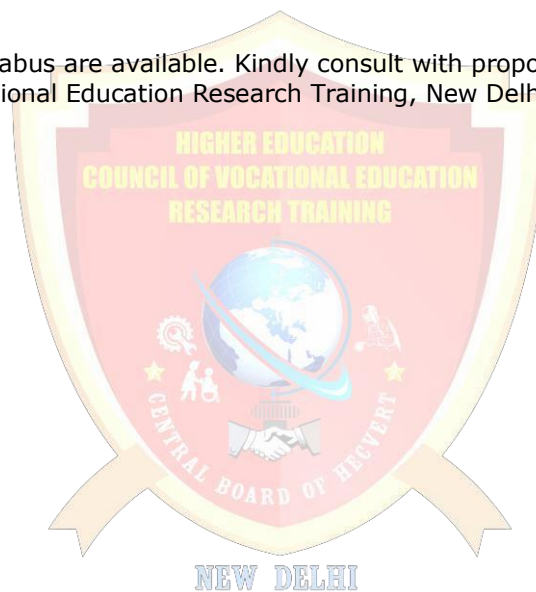 abus are available. Kindly consult with propo
ional Education Research Training, New Delh
HIGHER EDUCATION
COUNCIL OF VOCATIONAL EDUCATION
RESEARCH TRAINING
CENTRAL BOARD OF HECVERT
NEW DELHI